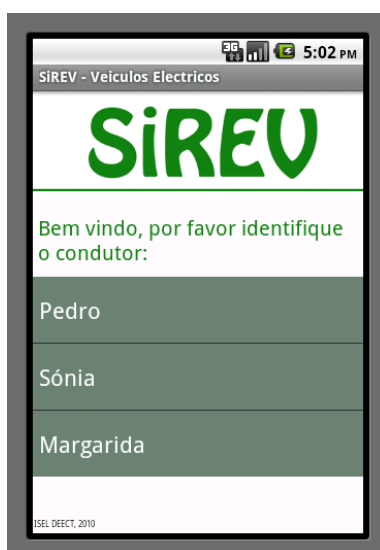 3G 5:02 PM
SiREV - Veiculos Electricos
SiREV
Bem vindo, por favor identifique
o condutor:
Pedro
Sónia
Margarida
ISEL DEECT, 2010